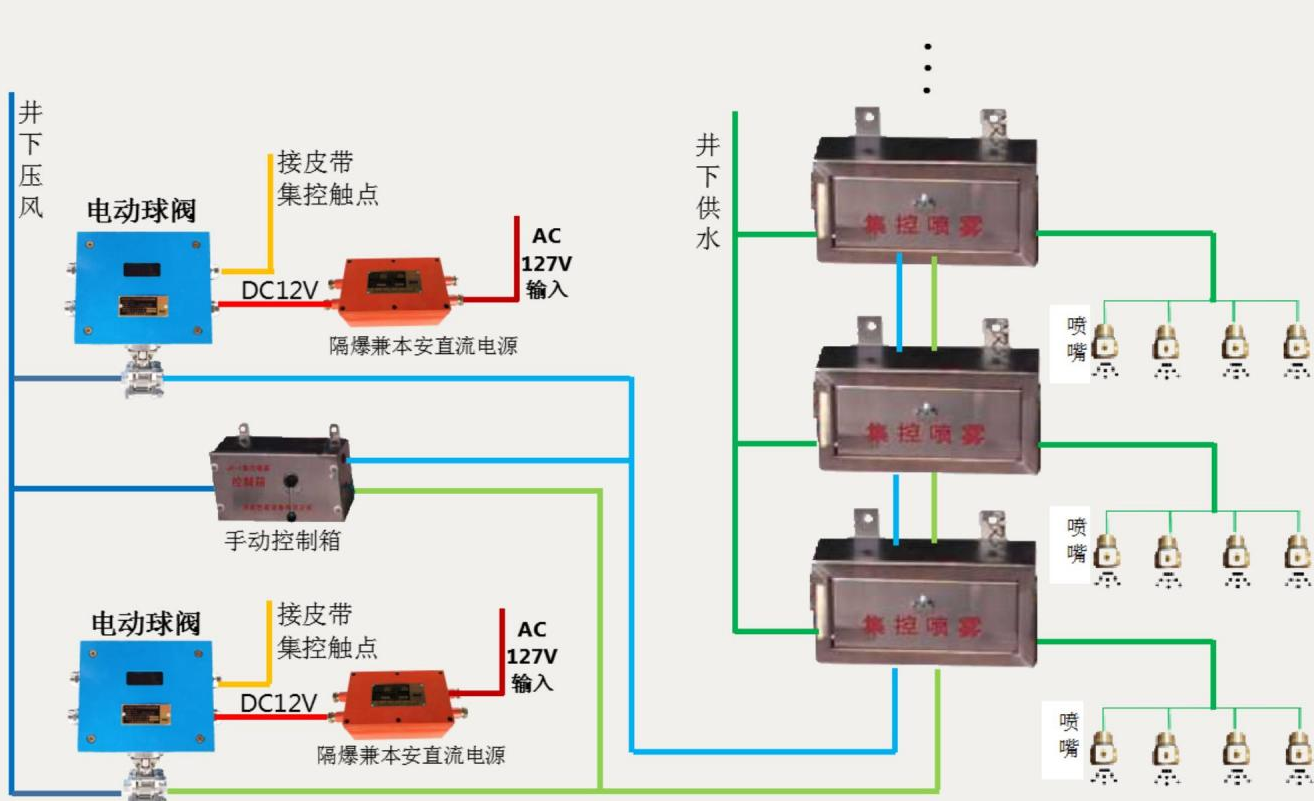 井下压风
接皮带
集控触点
电动球阀
DC12V
AC
127V
输入
隔爆兼本安直流电源
控制箱
手动控制箱
电动球阀
接皮带
集控触点
DC12V
AC
127V
输入
隔爆兼本安直流电源
井下供水
集控喷雾
喷嘴
集控喷雾
喷嘴
集控喷雾
喷嘴